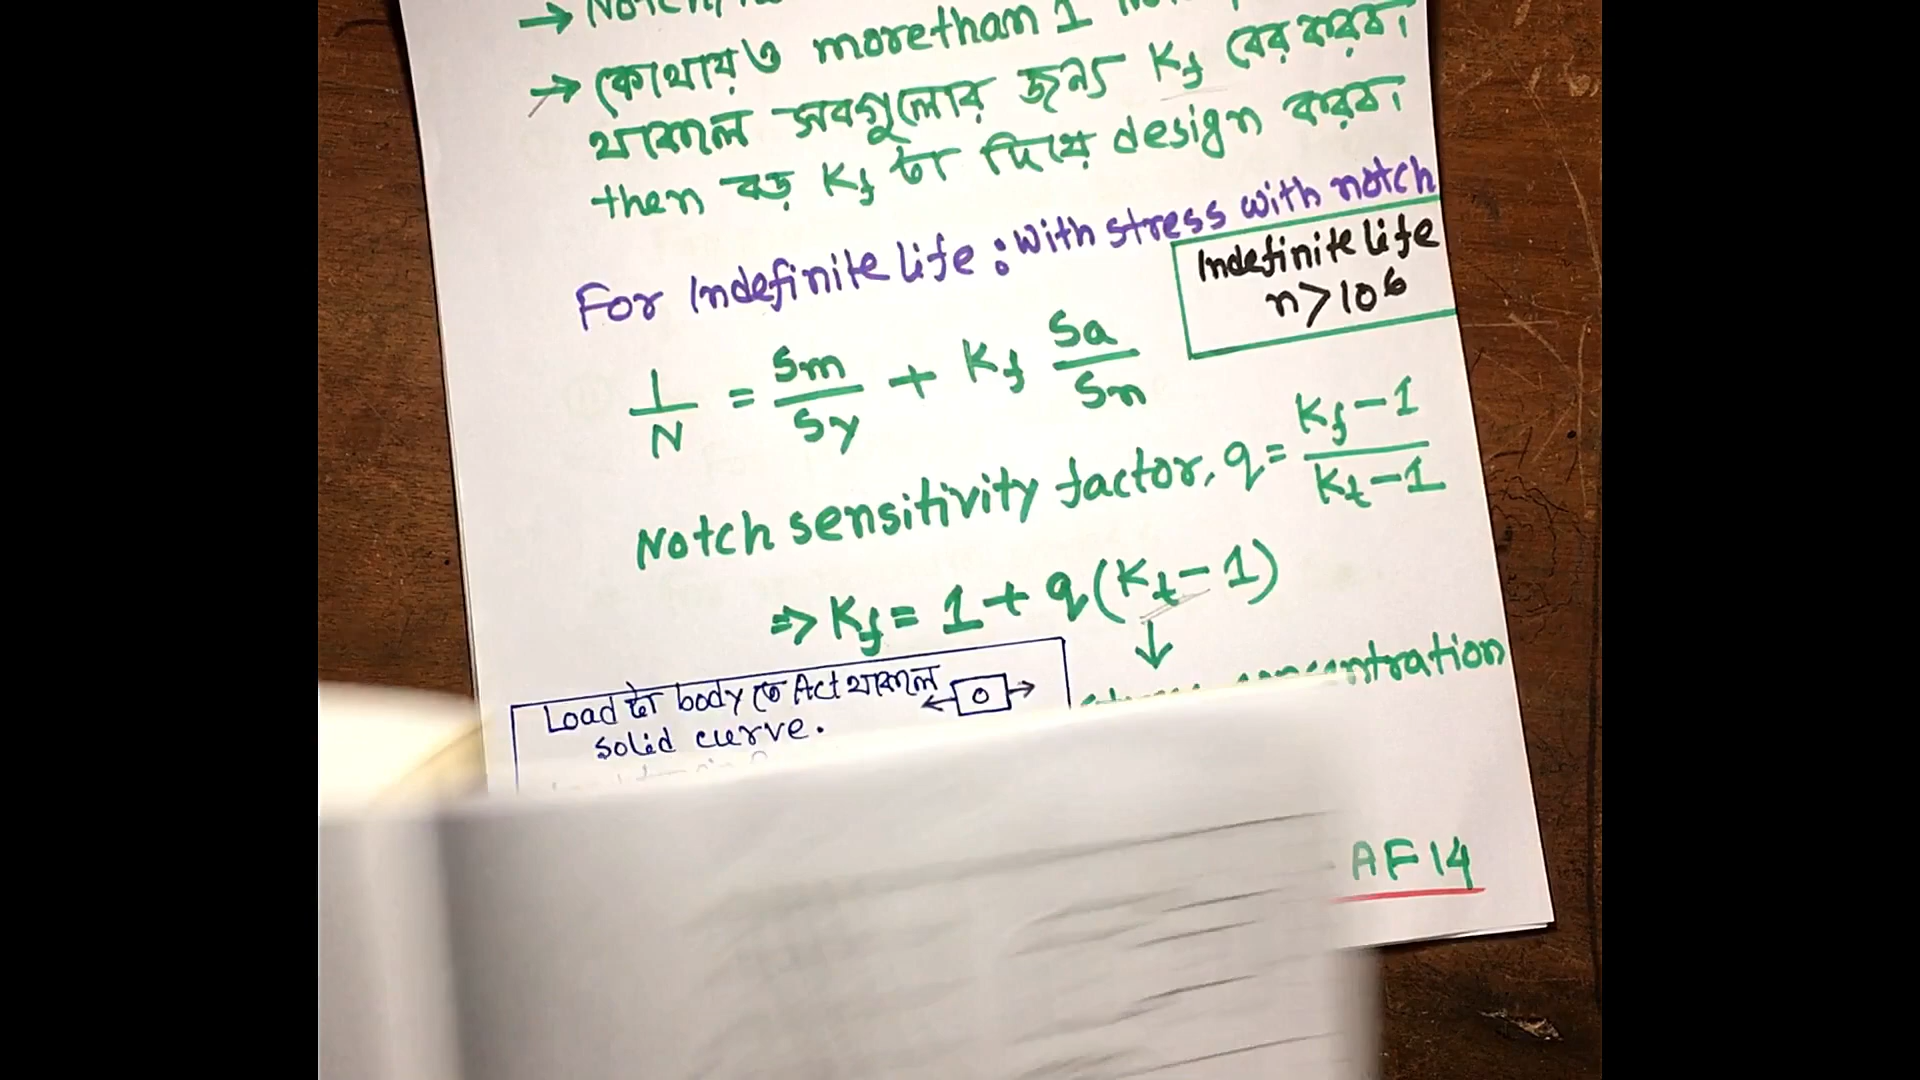 →
→ কোথায়ও more than 1
থাকলে সবগুলোর জন্য Kf বের করব।
then বড় Kf টা দিয়ে design করব।
For Indefinite Life: with stress with notch
Indefinite Life
n>10⁶
1/N = Sm/Sy + Kf Sa/Sn
Notch sensitivity factor, q = Kf-1/Kt-1
⇒ Kf = 1 + q(Kt-1)
↓
Load টা body তে Act থাকলে
solid curve.
AF14